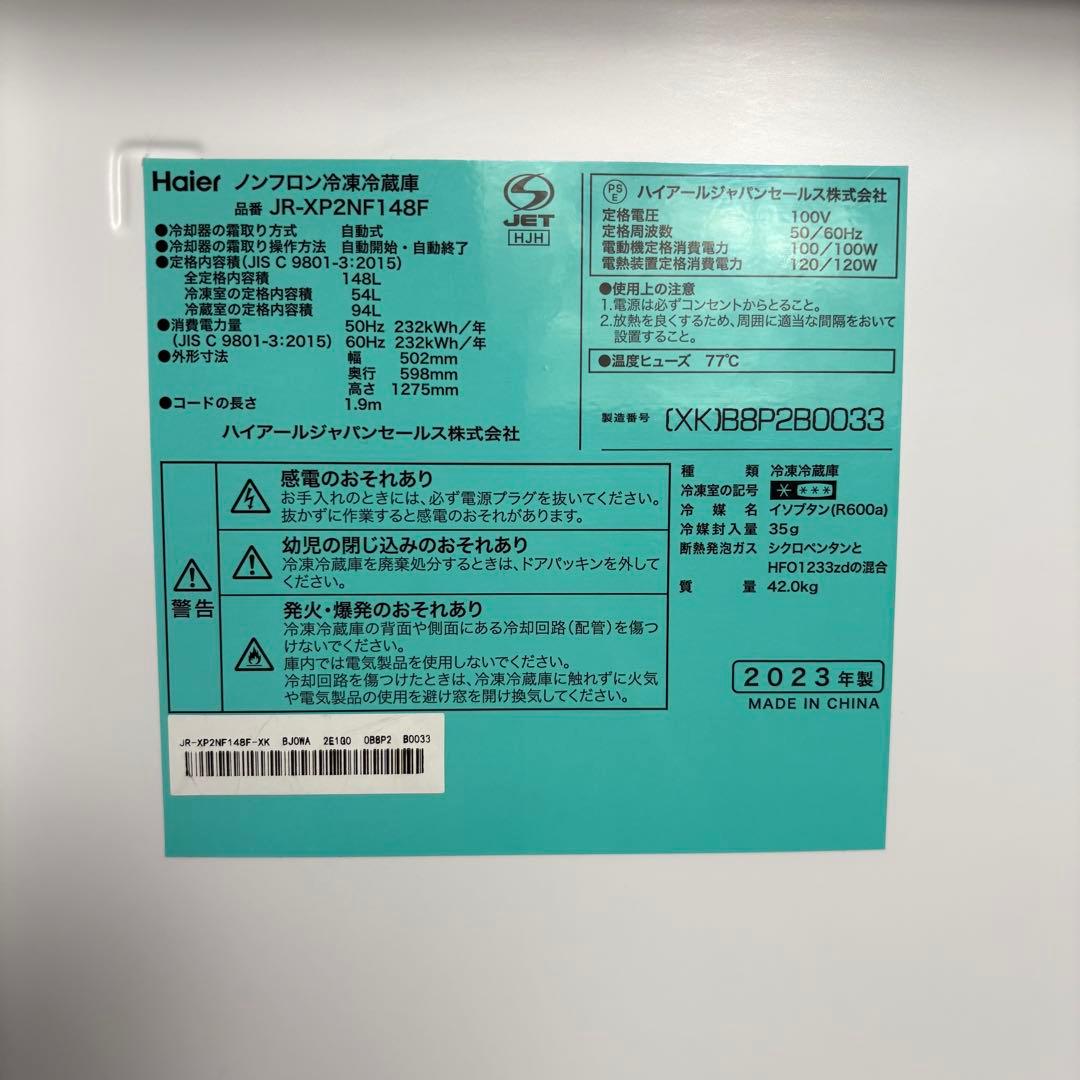 Haier ノンフロン冷凍冷蔵庫
品番 JR-XP2NF148F
●冷却器の霜取り方式 自動式
●冷却器の霜取り操作方法 自動開始・自動終了
●定格内容積(JIS C 9801-3:2015)
全定格内容積 148L
冷凍室の定格内容積 54L
冷蔵室の定格内容積 94L
●消費電力量 50Hz 232kWh/年
(JIS C 9801-3:2015) 60Hz 232kWh/年
●外形寸法 幅 502mm
奥行 598mm
高さ 1275mm
●コードの長さ 1.9m
ハイアールジャパンセールス株式会社
S
JET
HJH
PSE ハイアールジャパンセールス株式会社
定格電圧 100V
定格周波数 50/60Hz
電動機定格消費電力 100/100W
電熱装置定格消費電力 120/120W
●使用上の注意
1.電源は必ずコンセントからとること。
2.放熱を良くするため、周囲に適当な間隔をおいて
設置すること。
●温度ヒューズ 77℃
製造番号 (XK)B8P2B0033
警告
感電のおそれあり
お手入れのときには、必ず電源プラグを抜いてください。
抜かずに作業すると感電のおそれがあります。
幼児の閉じ込みのおそれあり
冷凍冷蔵庫を廃棄処分するときは、ドアパッキンを外して
ください。
発火・爆発のおそれあり
冷凍冷蔵庫の背面や側面にある冷却回路(配管)を傷つ
けないでください。
庫内では電気製品を使用しないでください。
冷却回路を傷つけたときは、冷凍冷蔵庫に触れずに火気
や電気製品の使用を避け窓を開け換気してください。
種類 冷凍冷蔵庫
冷凍室の記号 * ***
冷媒名 イソブタン(R600a)
冷媒封入量 35g
断熱発泡ガス シクロペンタンと
HFO1233zdの混合
質量 42.0kg
2023年製
MADE IN CHINA
JR-XP2NF148F-XK BJ0WA 2E1G0 0B8P2 B0033